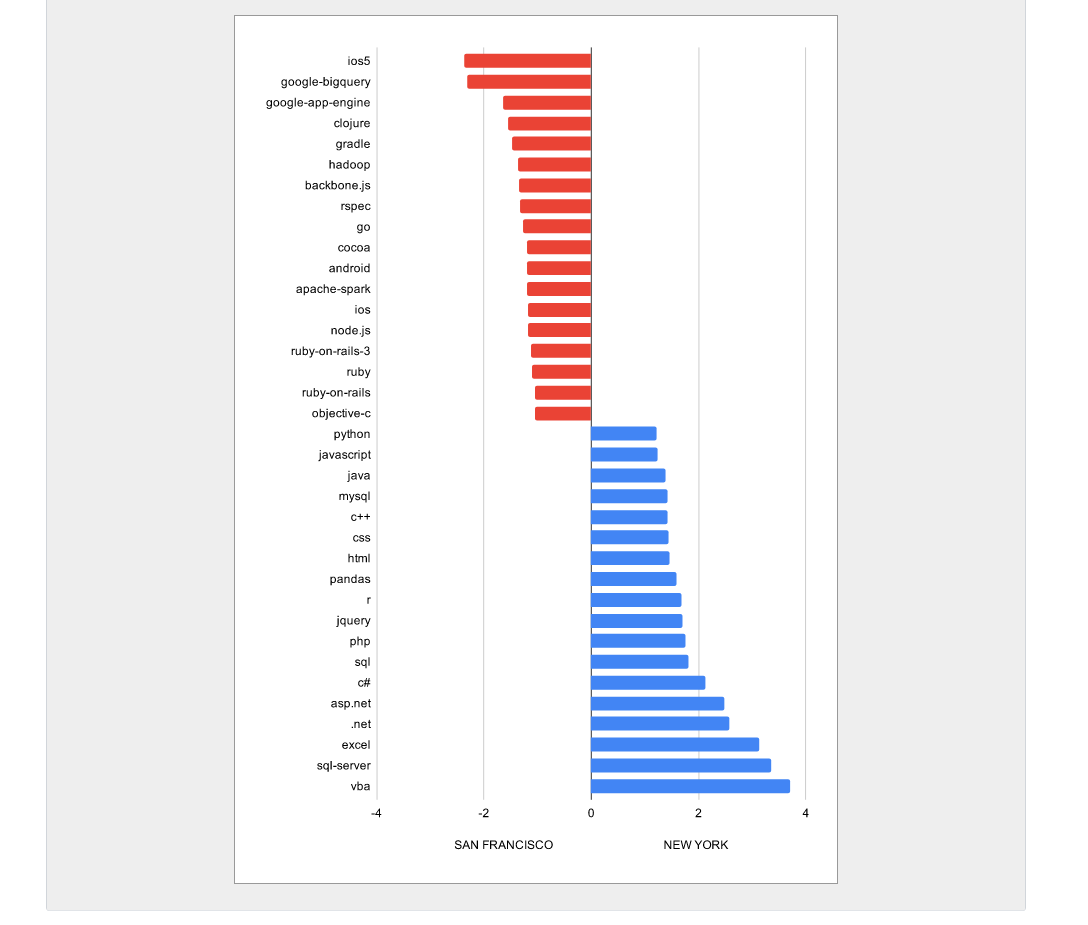 ios5
google-bigquery
google-app-engine
clojure
gradle
hadoop
backbone.js
rspec
go
cocoa
android
apache-spark
ios
node.js
ruby-on-rails-3
ruby
ruby-on-rails
objective-c
python
javascript
java
mysql
c++
css
html
pandas
r
jquery
php
sql
c#
asp.net
.net
excel
sql-server
vba
-4 -2 0 2 4
SAN FRANCISCO NEW YORK